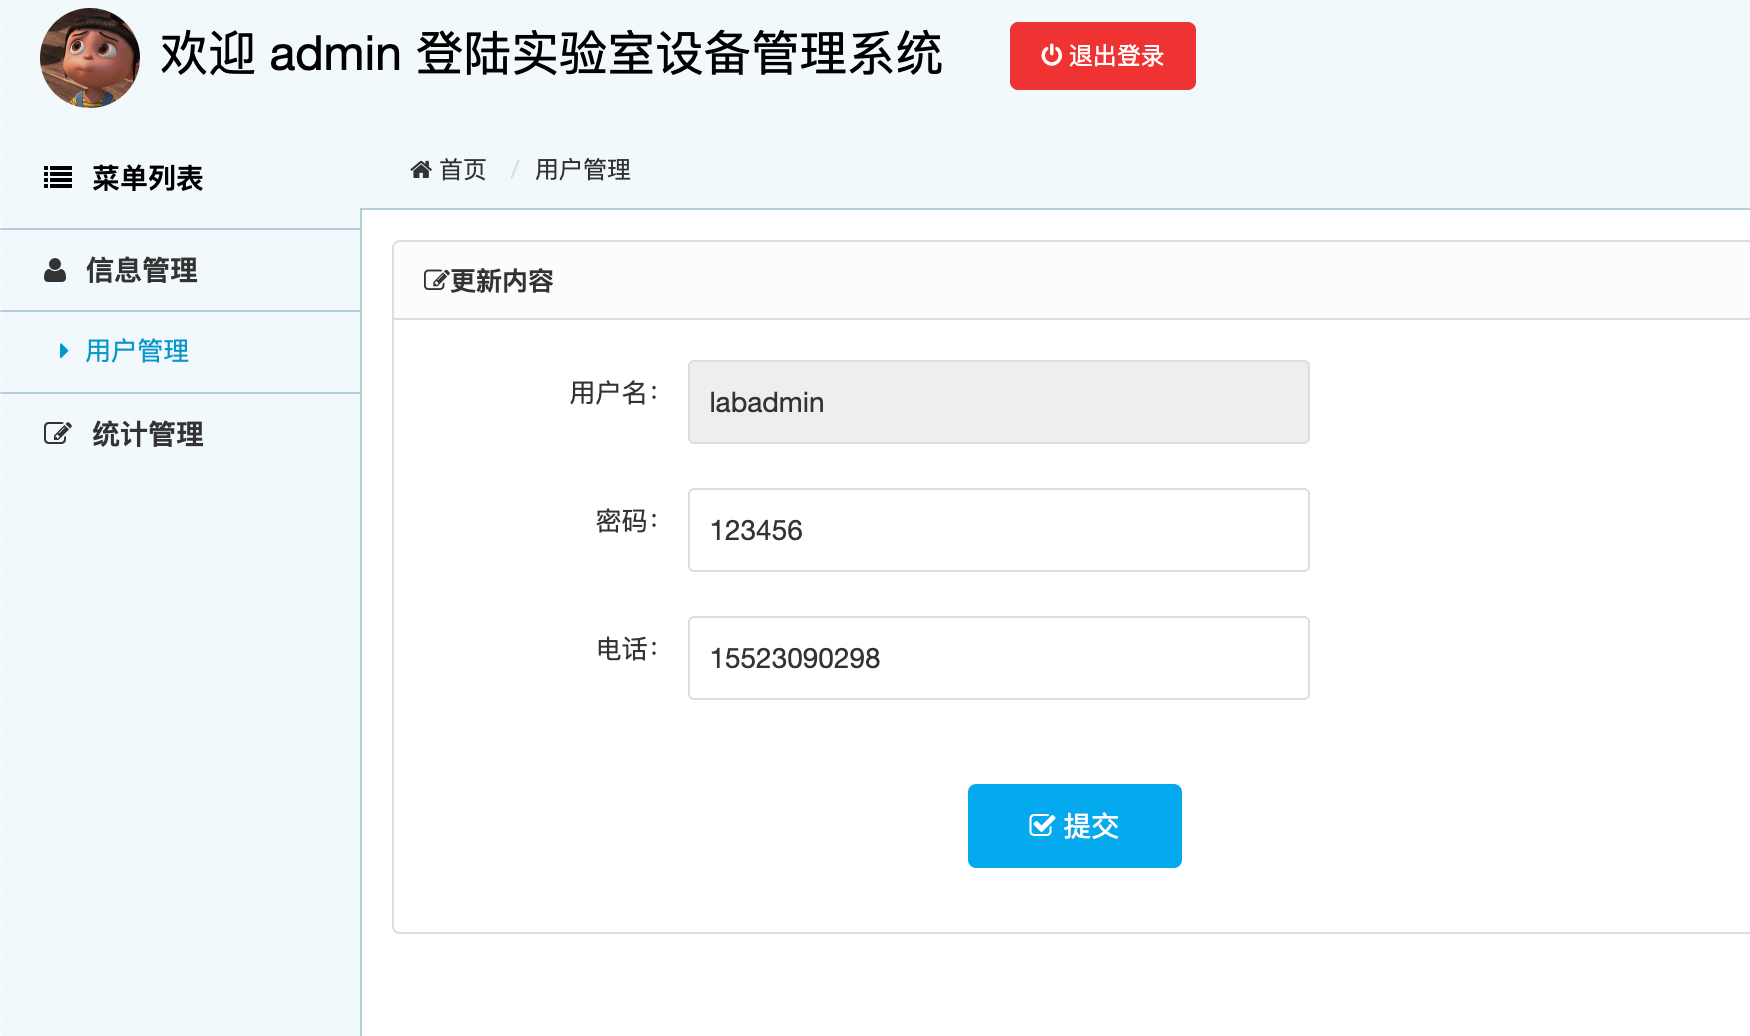 欢迎 admin 登陆实验室设备管理系统
退出登录
菜单列表
首页 / 用户管理
信息管理
用户管理
统计管理
更新内容
用户名：
labadmin
密码：
123456
电话：
15523090298
提交